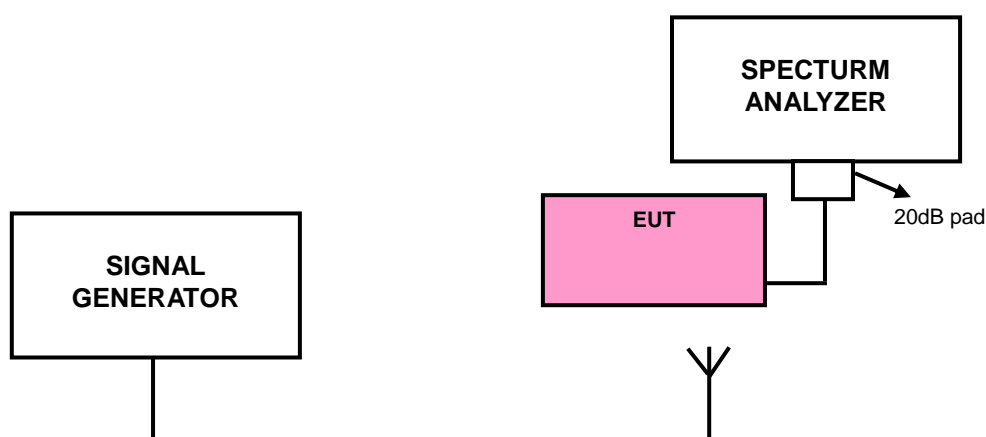 SPECTURM
ANALYZER
EUT
20dB pad
SIGNAL
GENERATOR